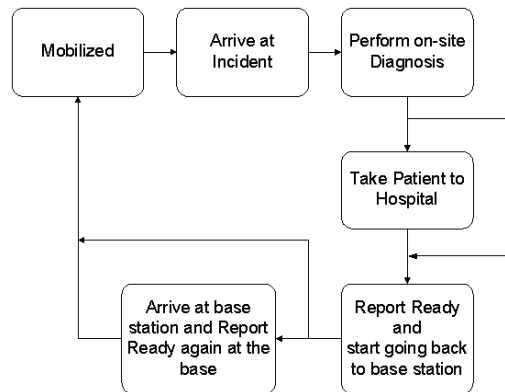 Mobilized
Arrive at
Incident
Perform on-site
Diagnosis
Take Patient to
Hospital
Report Ready
and
start going back
to base station
Arrive at base
station and Report
Ready again at the
base